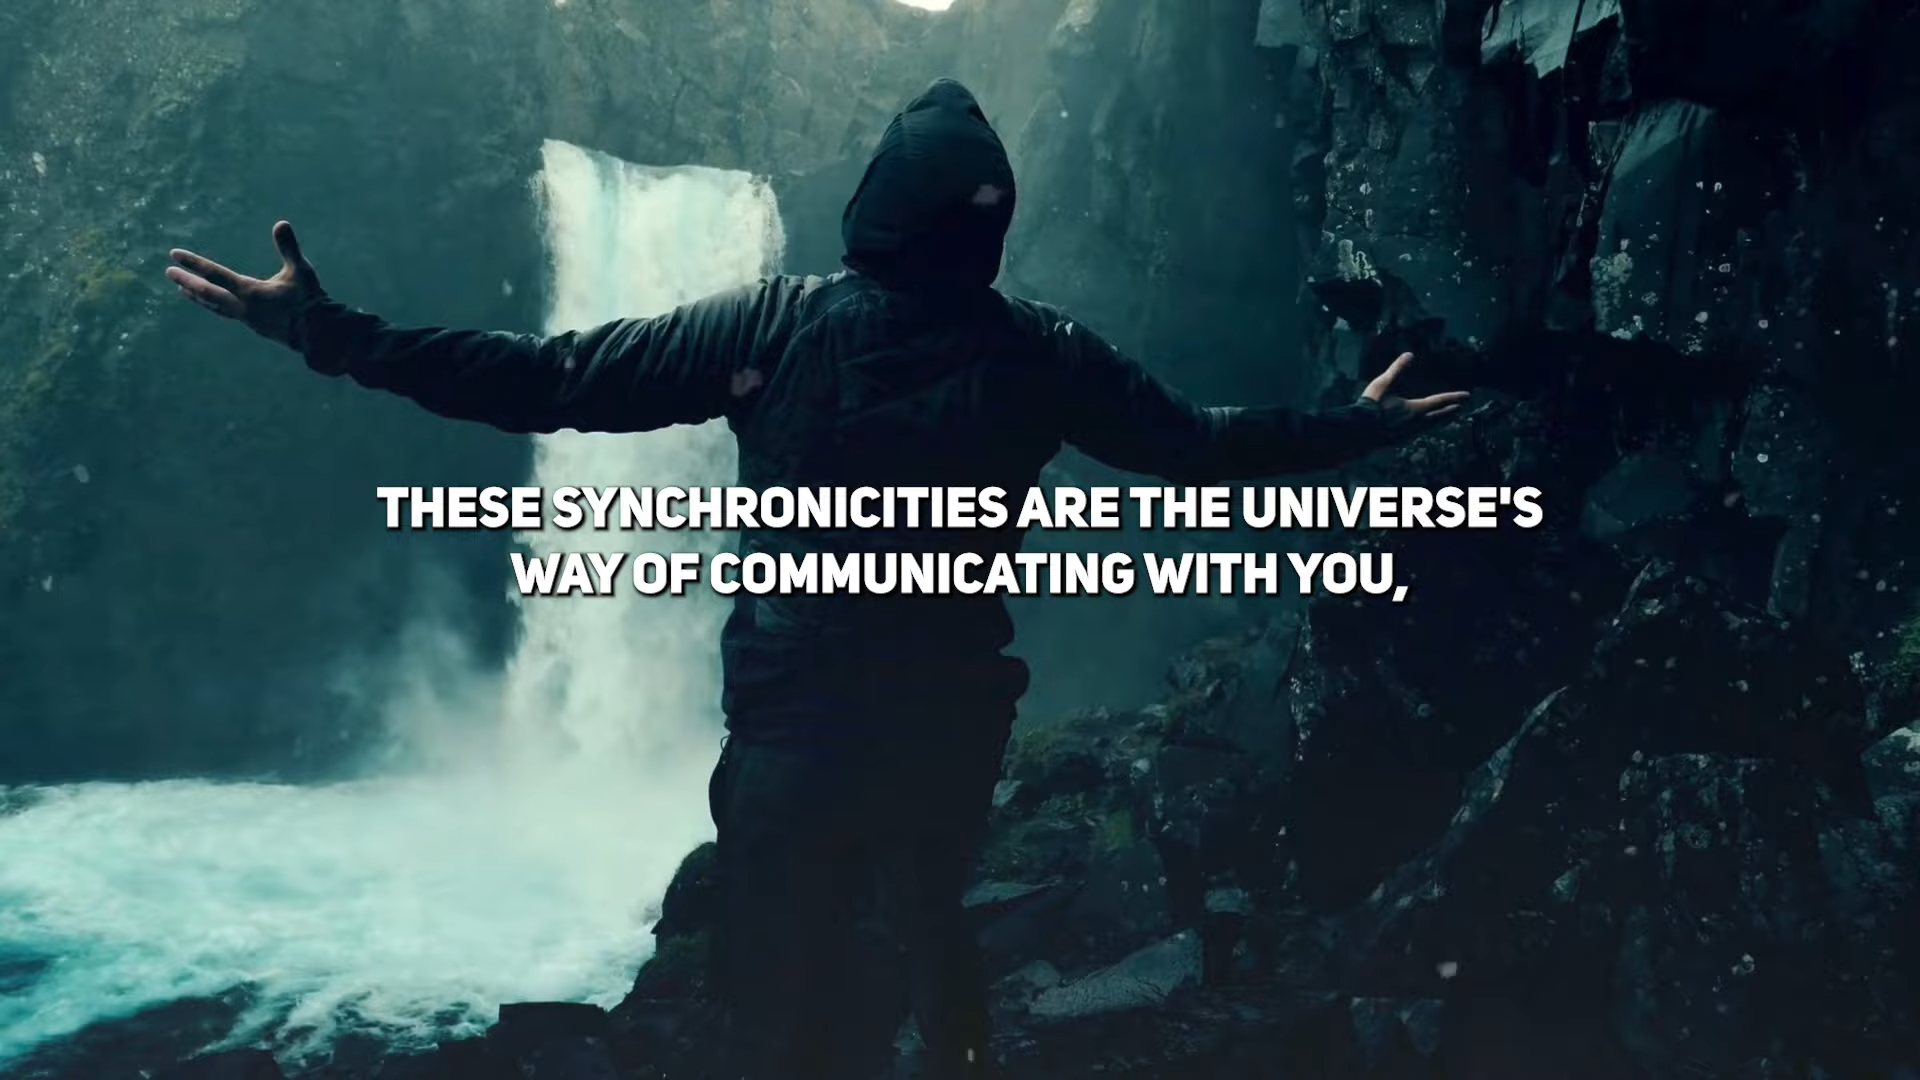 THESE SYNCHRONICITIES ARE THE UNIVERSE'S
WAY OF COMMUNICATING WITH YOU,